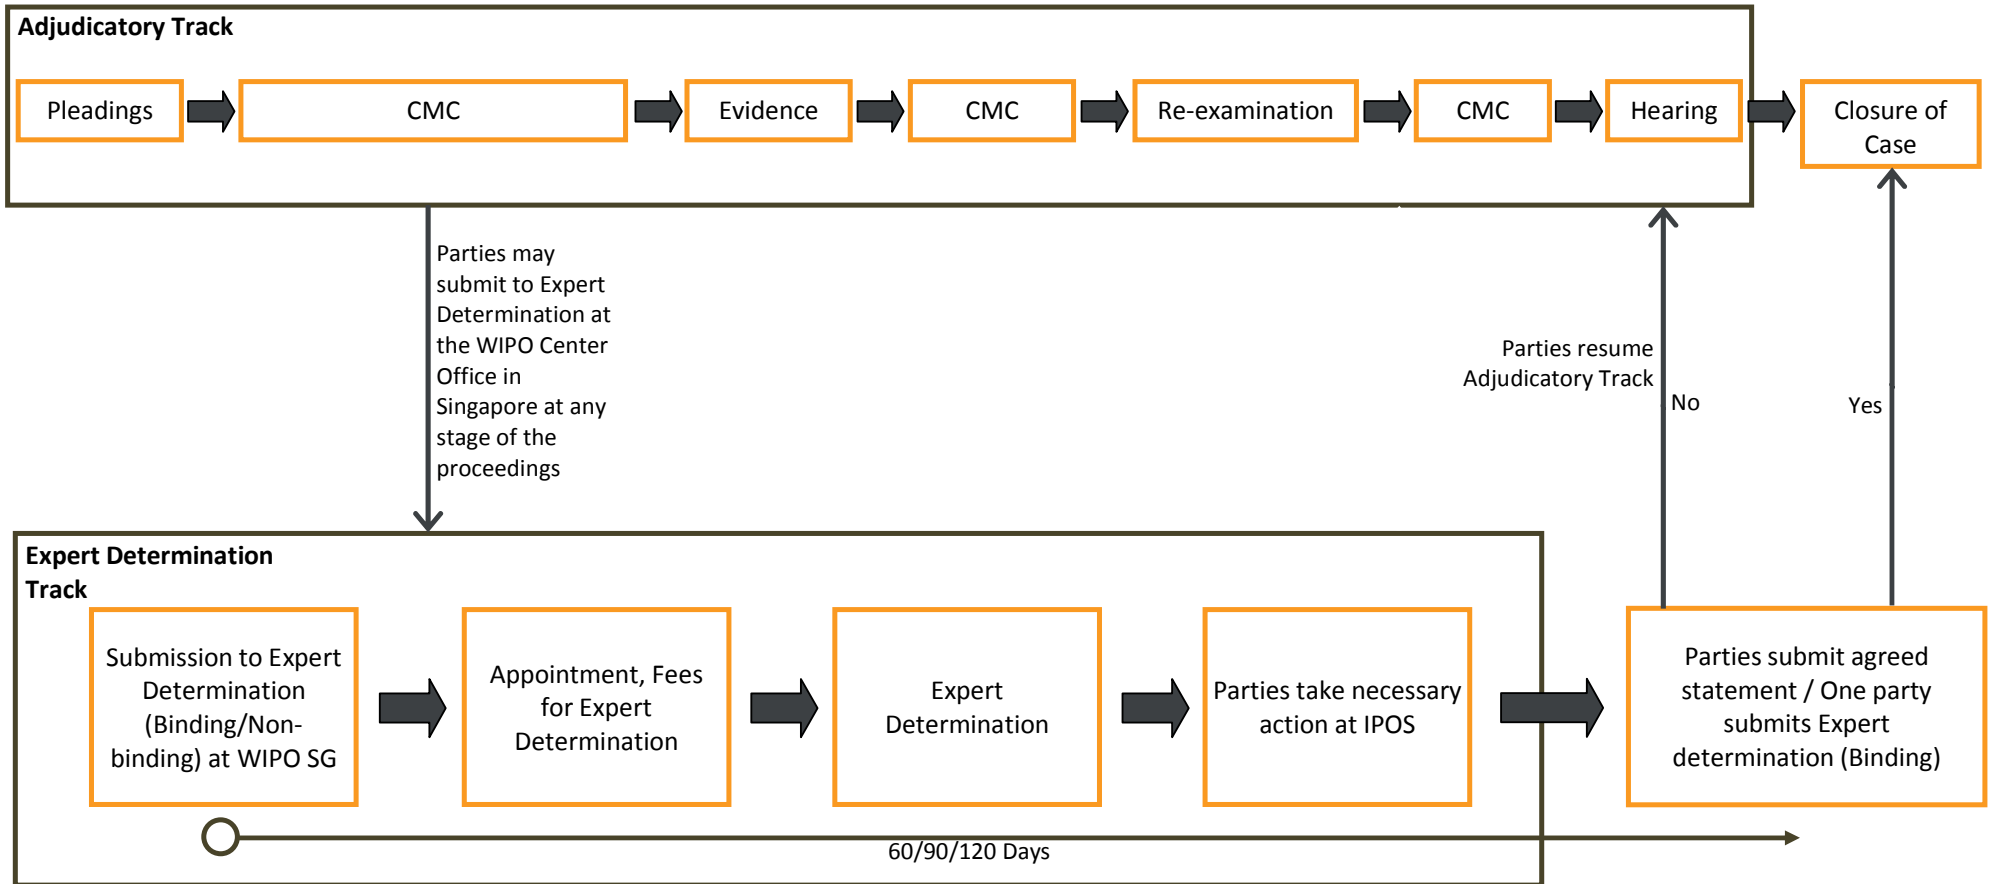 Adjudicatory Track
Pleadings
CMC
Evidence
CMC
Re-examination
CMC
Hearing
Closure of
Case
Parties may
submit to Expert
Determination at
the WIPO Center
Office in
Singapore at any
stage of the
proceedings
Parties resume
Adjudicatory Track
No
Yes
Expert Determination
Track
Submission to Expert
Determination
(Binding/Non-
binding) at WIPO SG
Appointment, Fees
for Expert
Determination
Expert
Determination
Parties take necessary
action at IPOS
Parties submit agreed
statement / One party
submits Expert
determination (Binding)
60/90/120 Days